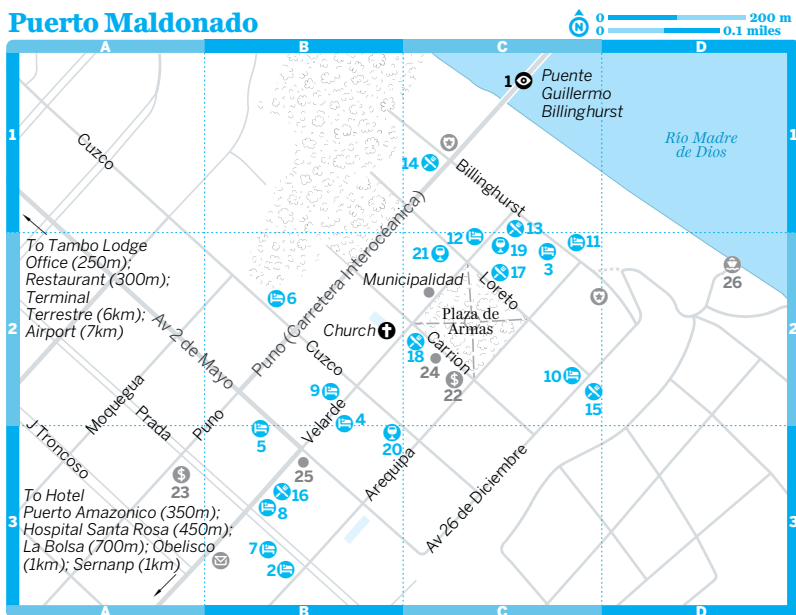 Puerto Maldonado
N
0 200 m
0 0.1 miles
A B C D
1 1
1 Puente
Guillermo
Billinghurst
Río Madre
de Dios
Cuzco
14
Billinghurst
To Tambo Lodge
Office (250m);
Restaurant (300m);
Terminal
Terrestre (6km);
Airport (7km)
Puno (Carretera Interoceánica)
12
13
21
19
11
3
17
Municipalidad
Loreto
26
6
Plaza de
Armas
2 2
Church
Av 2 de Mayo
18
Carrion
24
22
Cuzco
10
15
9
Moquegua
Prada
Puno
Velarde
4
J Troncoso
5
20
25
Arequipa
Av 26 de Diciembre
23
16
8
To Hotel
Puerto Amazonico (350m);
Hospital Santa Rosa (450m);
La Bolsa (700m); Obelisco
(1km); Sernanp (1km)
3 3
7
2
A B C D